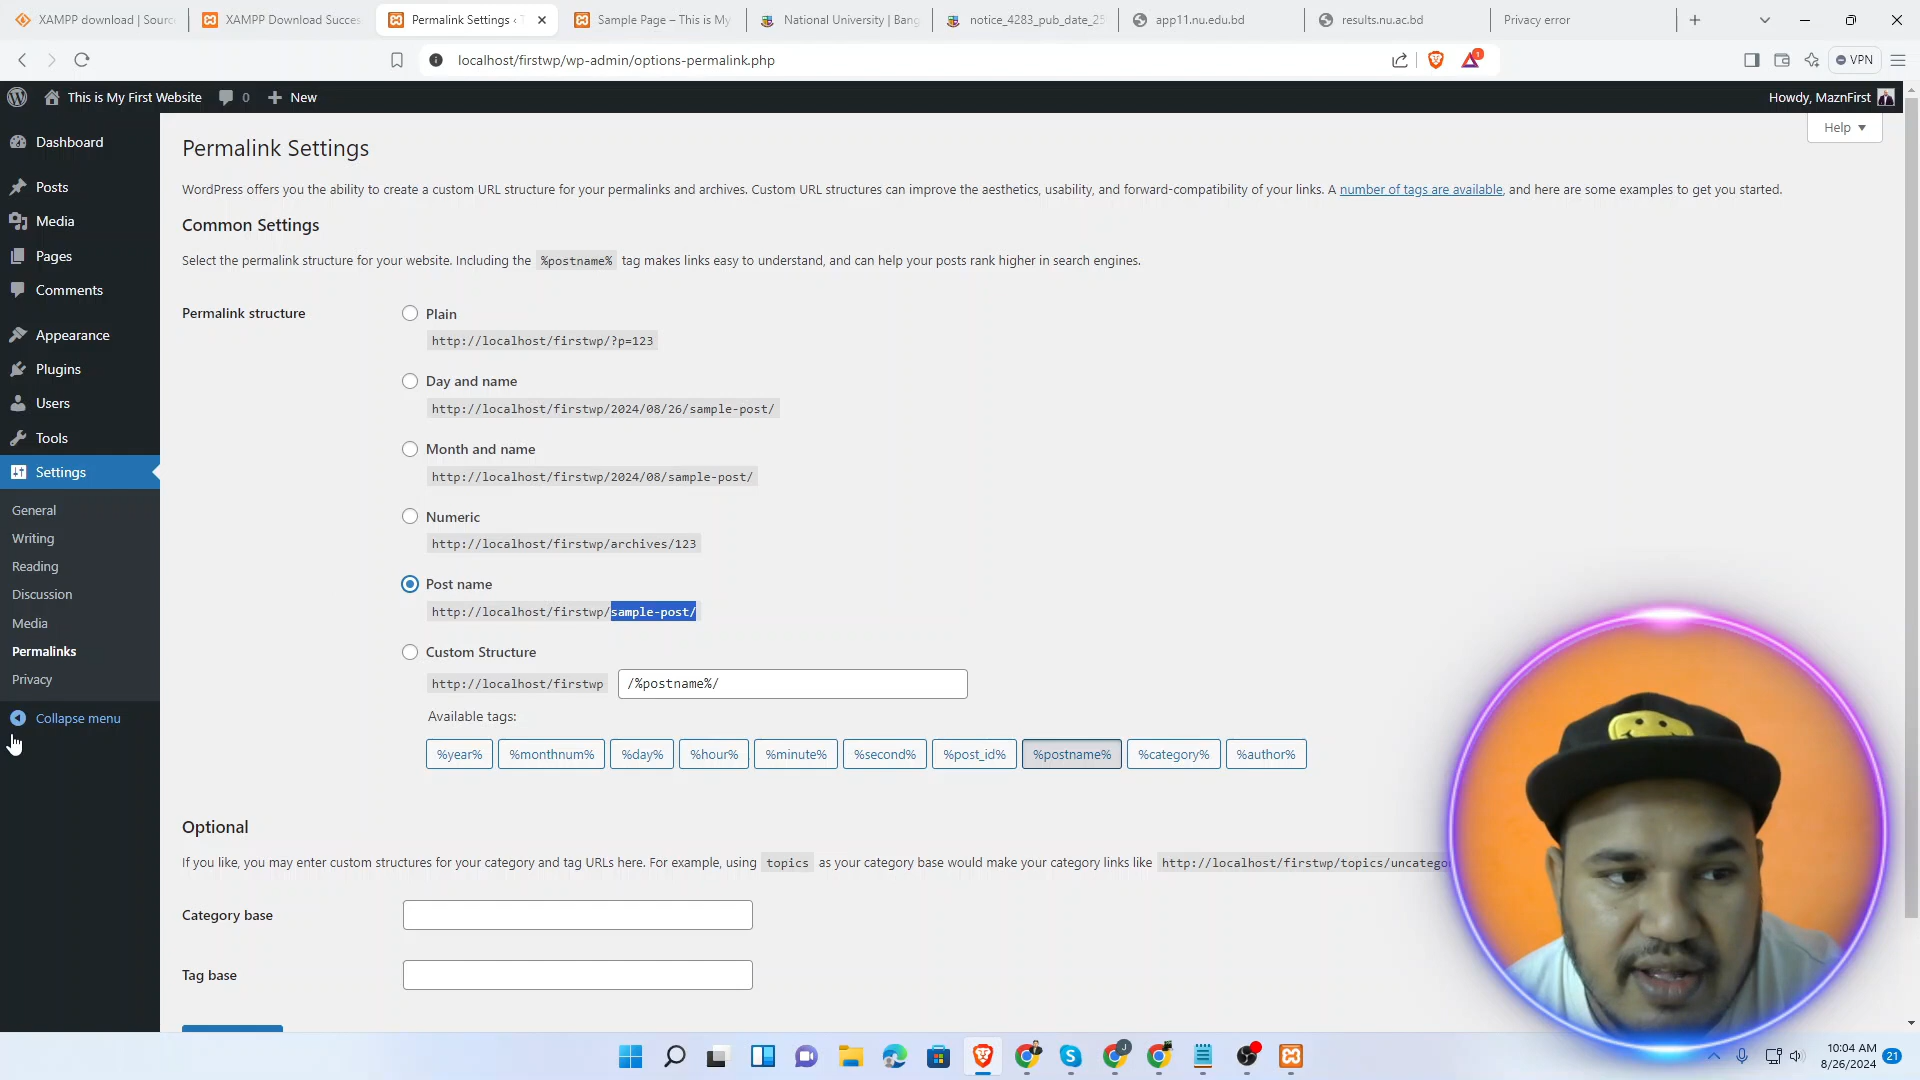 XAMPP download | Sourc
XAMPP Download Succes
Permalink Settings ‹ T
Sample Page – This is My
National University | Bang
notice_4283_pub_date_25
app11.nu.edu.bd
results.nu.ac.bd
Privacy error
localhost/firstwp/wp-admin/options-permalink.php
1
VPN
This is My First Website
0
New
Howdy, MaznFirst
Help
Dashboard
Posts
Media
Pages
Comments
Appearance
Plugins
Users
Tools
Settings
General
Writing
Reading
Discussion
Media
Permalinks
Privacy
Collapse menu
Permalink Settings
WordPress offers you the ability to create a custom URL structure for your permalinks and archives. Custom URL structures can improve the aesthetics, usability, and forward-compatibility of your links. A number of tags are available, and here are some examples to get you started.
Common Settings
Select the permalink structure for your website. Including the %postname% tag makes links easy to understand, and can help your posts rank higher in search engines.
Permalink structure
Plain
http://localhost/firstwp/?p=123
Day and name
http://localhost/firstwp/2024/08/26/sample-post/
Month and name
http://localhost/firstwp/2024/08/sample-post/
Numeric
http://localhost/firstwp/archives/123
Post name
http://localhost/firstwp/sample-post/
Custom Structure
http://localhost/firstwp /%postname%/
Available tags:
%year% %monthnum% %day% %hour% %minute% %second% %post_id% %postname% %category% %author%
Optional
If you like, you may enter custom structures for your category and tag URLs here. For example, using topics as your category base would make your category links like http://localhost/firstwp/topics/uncatego
Category base
Tag base
J
10:04 AM
8/26/2024
21